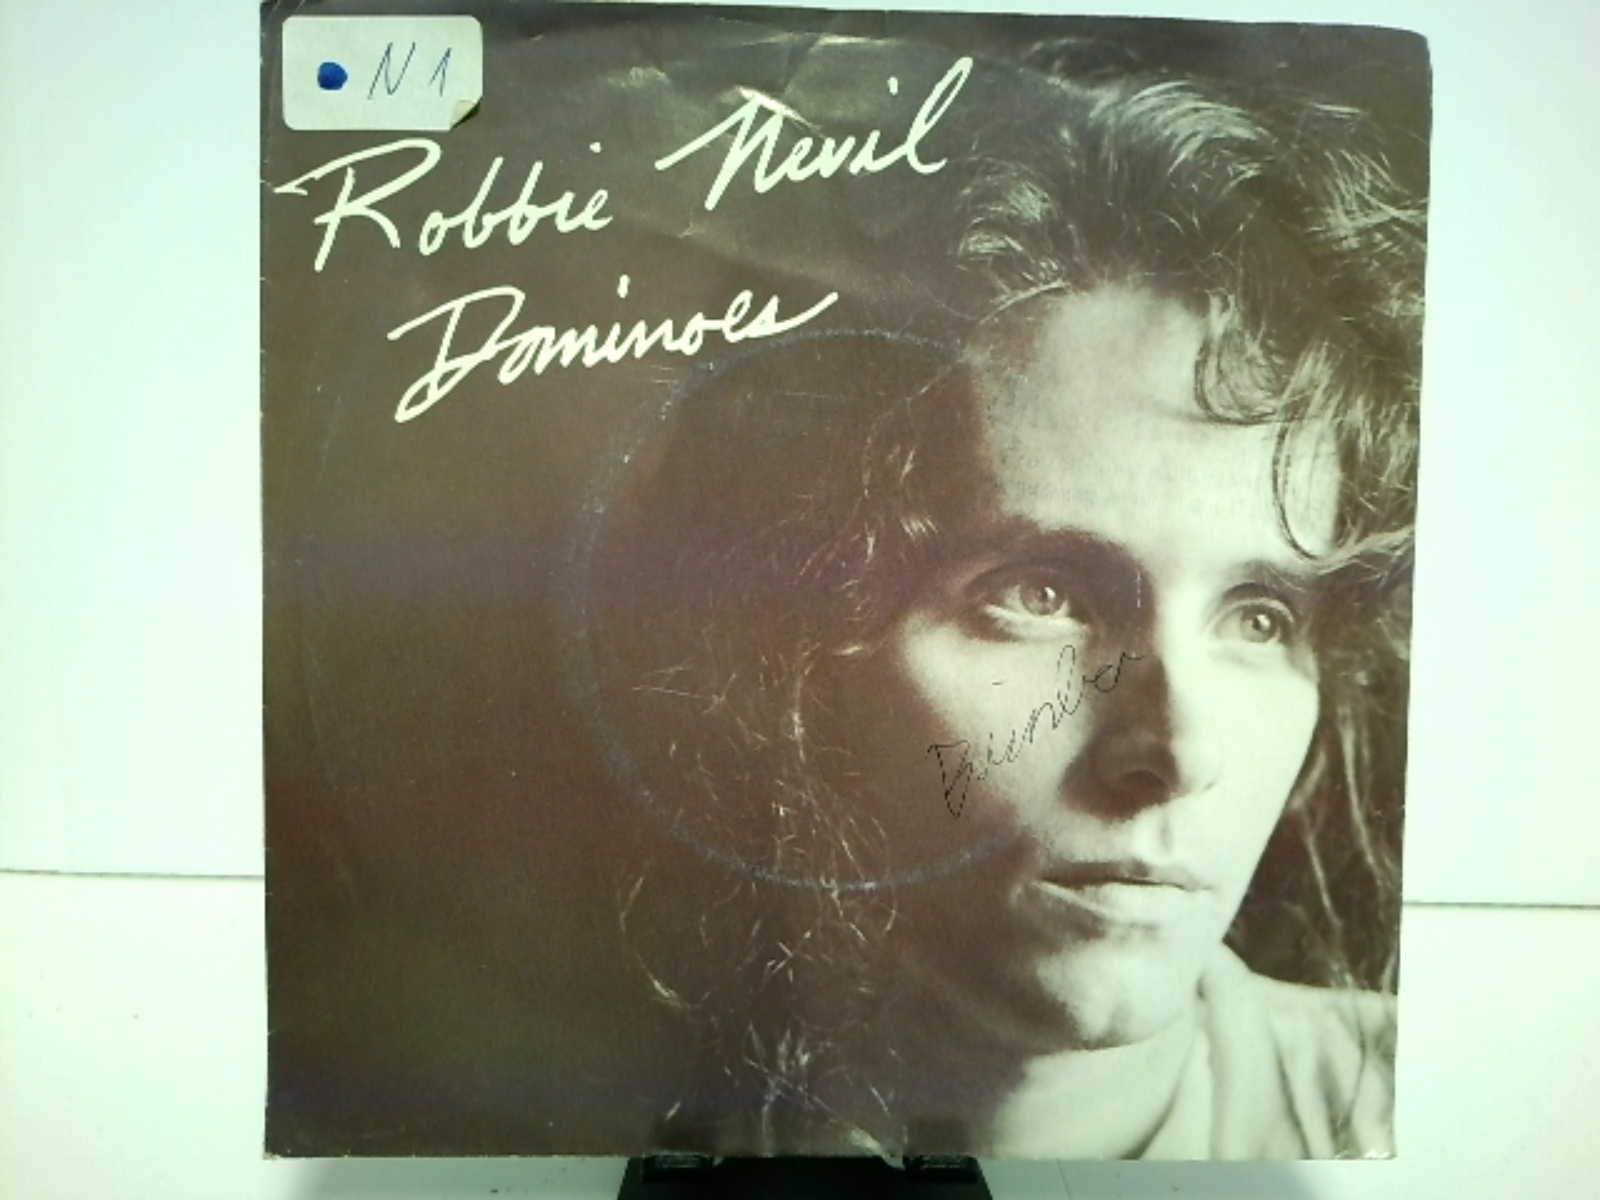 N 1
Robbie Nevil
Dominoes